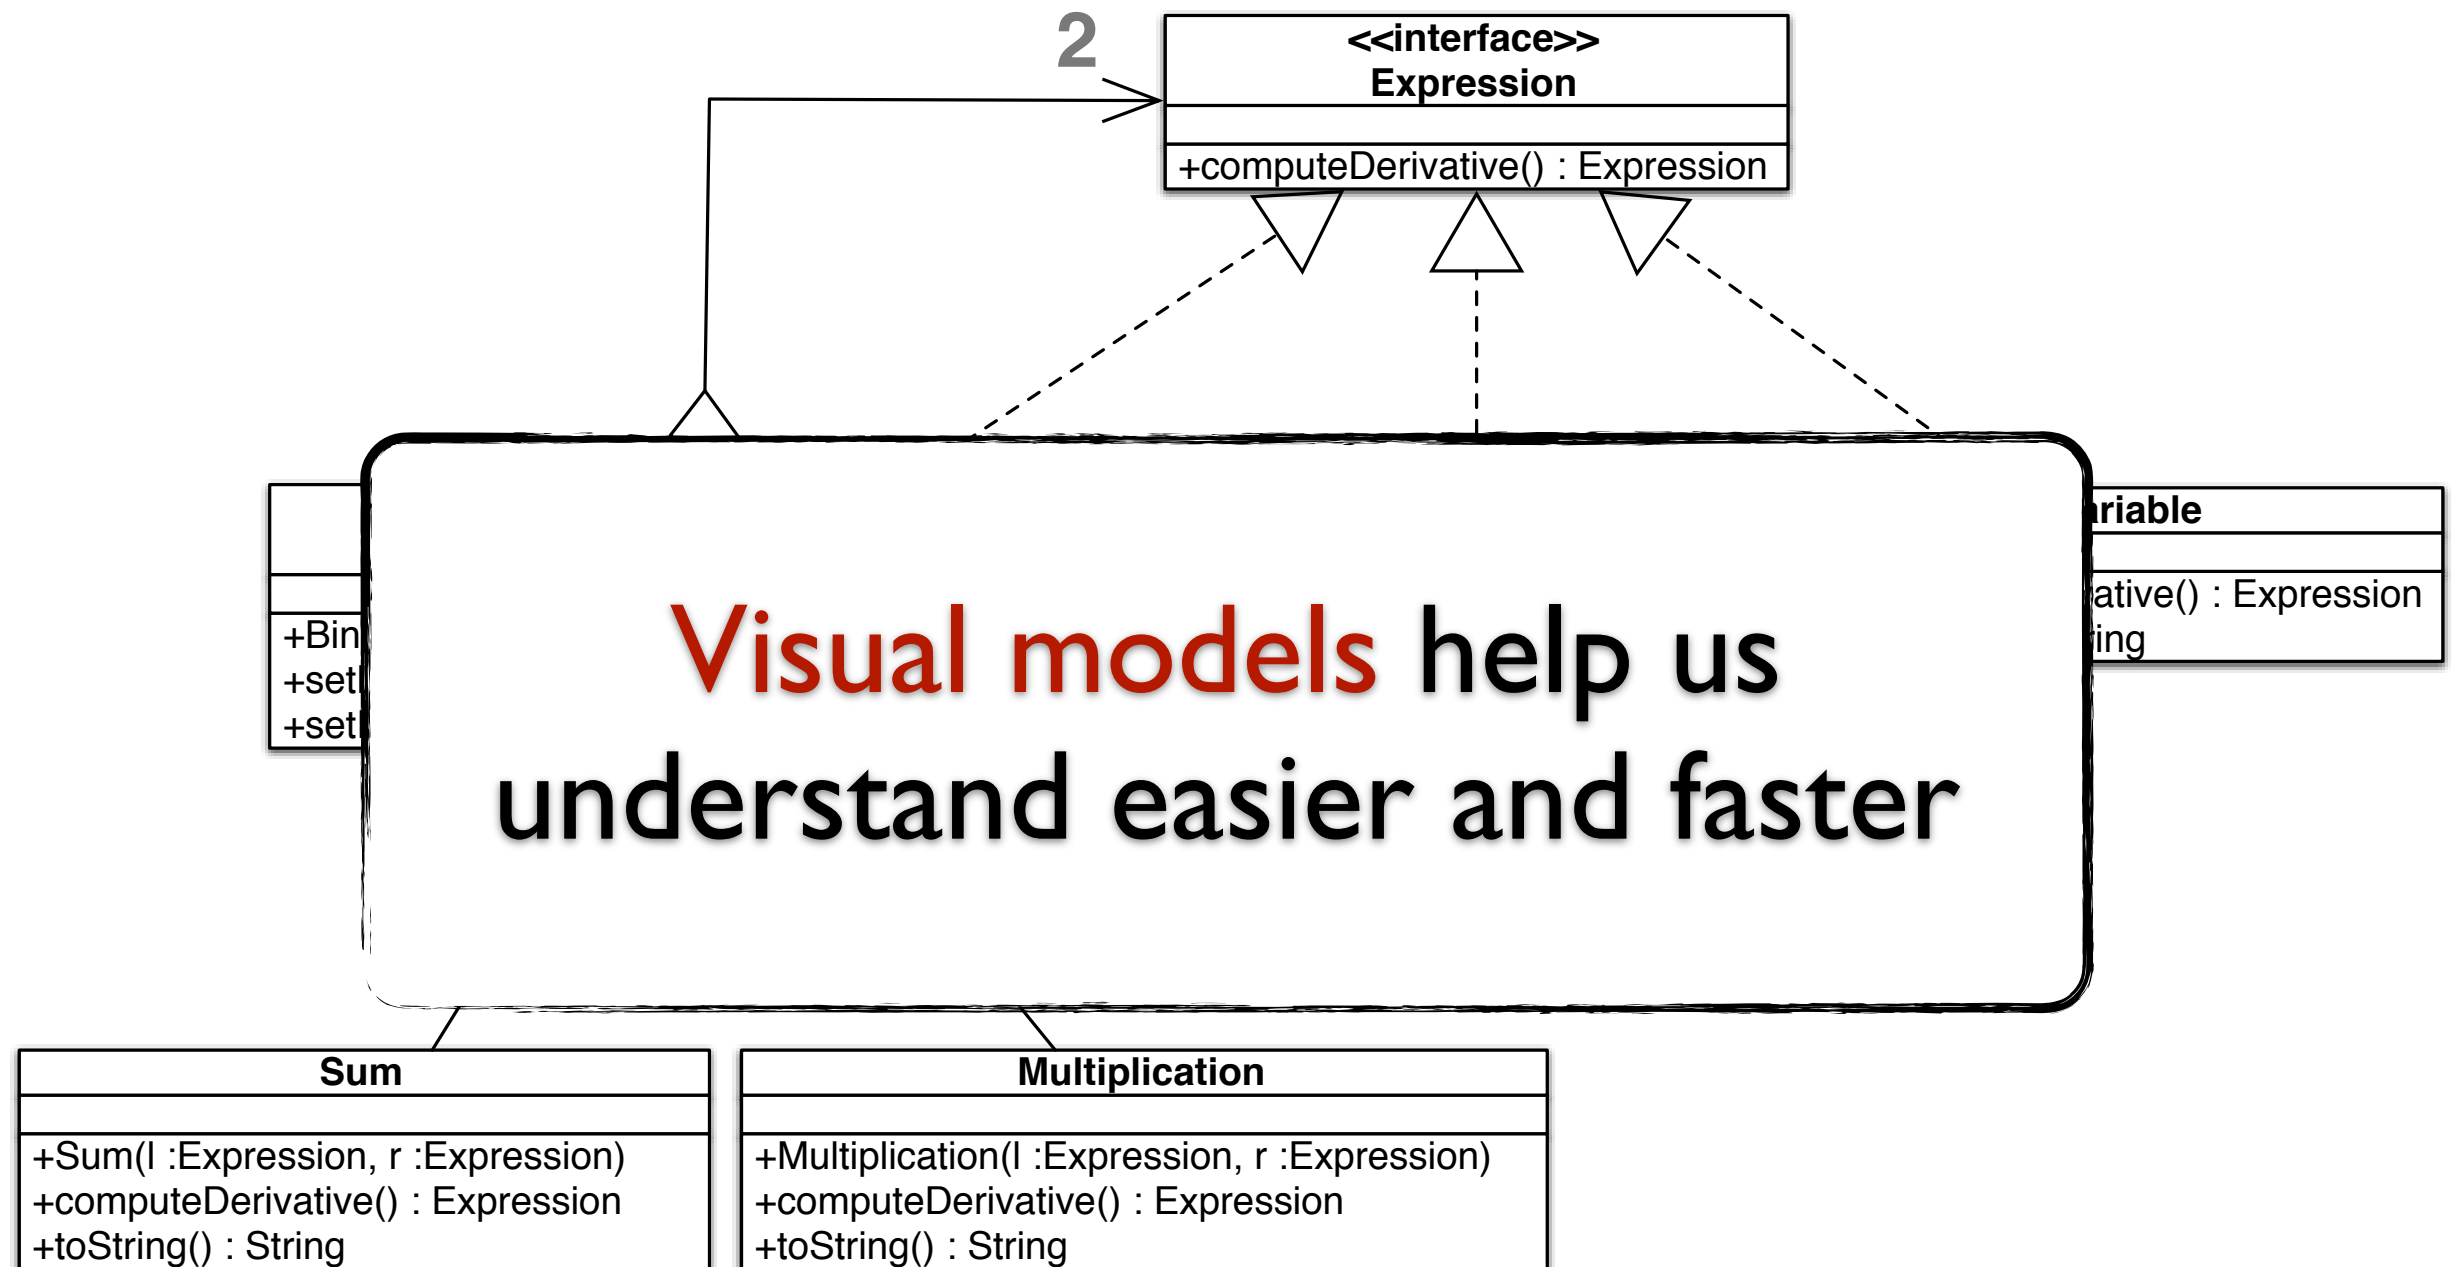 2
<<interface>>
Expression
+computeDerivative() : Expression
ariable
ative() : Expression
ring
+Bin
+set
+set
Visual models help us
understand easier and faster
Sum
+Sum(l :Expression, r :Expression)
+computeDerivative() : Expression
+toString() : String
Multiplication
+Multiplication(l :Expression, r :Expression)
+computeDerivative() : Expression
+toString() : String